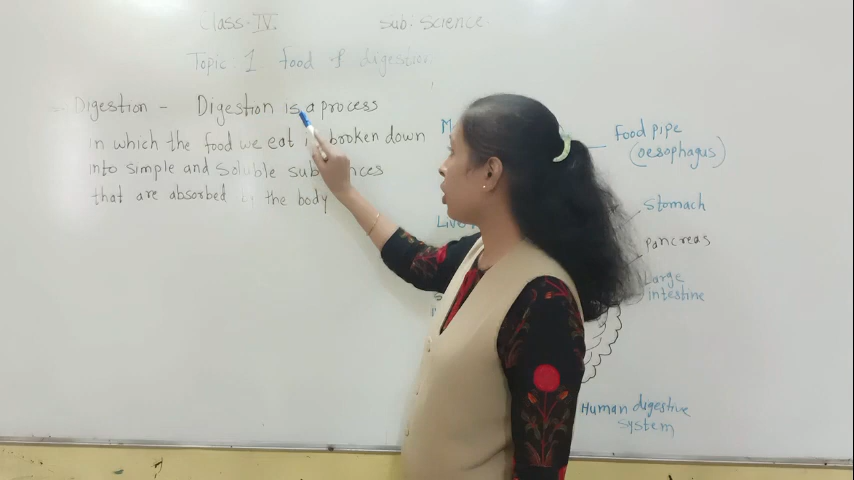 Class-IV. Sub: Science.
Topic 1 Food & digestion
Digestion - Digestion is a process
in which the food we eat is broken down
into simple and soluble
that are absorbed the body
Food pipe
(oesophagus)
Stomach
Pancreas
Large
intestine
Human digestive
system